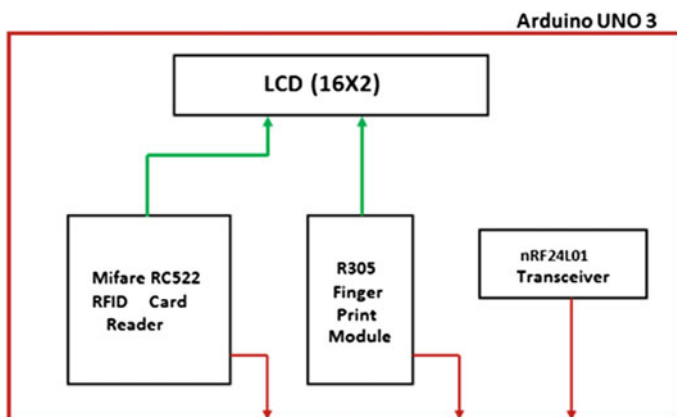 Arduino UNO 3
LCD (16X2)
Mifare RC522
RFID Card
Reader
R305
Finger
Print
Module
nRF24L01
Transceiver